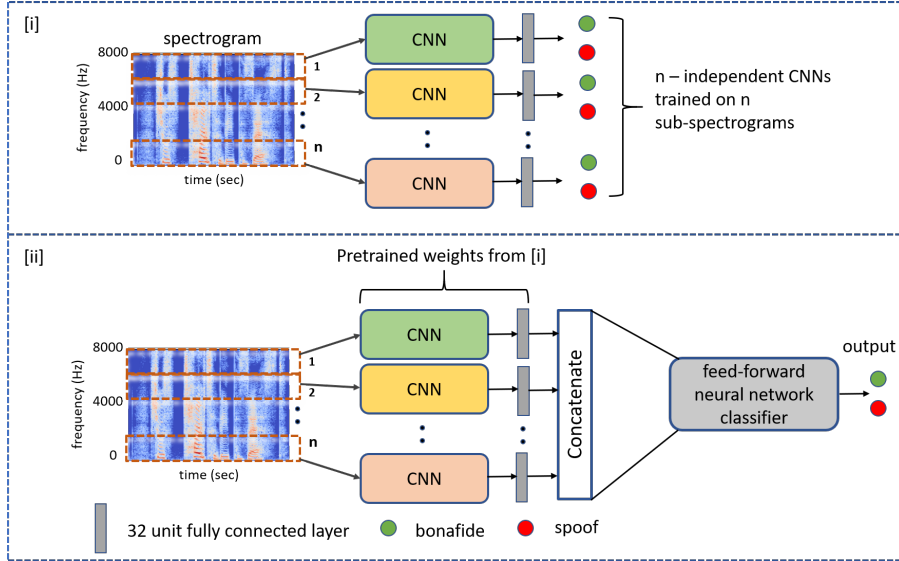 [i]
spectrogram
8000
4000
0
frequency (Hz)
time (sec)
1
2
n
CNN
CNN
CNN
n – independent CNNs
trained on n
sub-spectrograms
[ii]
Pretrained weights from [i]
8000
4000
0
frequency (Hz)
time (sec)
1
2
n
CNN
CNN
CNN
Concatenate
feed-forward
neural network
classifier
output
32 unit fully connected layer
bonafide
spoof